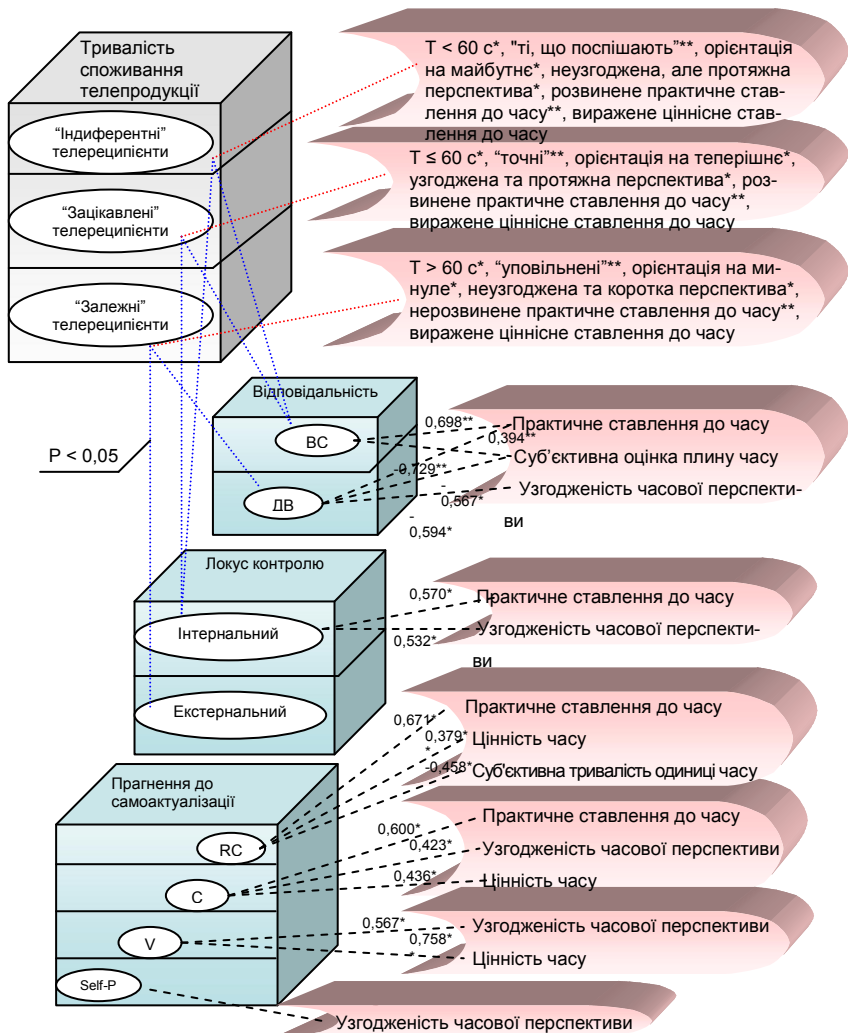 Тривалість
споживання
телепродукції
“Індиферентні”
телереципієнти
“Зацікавлені”
телереципієнти
“Залежні”
телереципієнти
T < 60 с*, "ті, що поспішають"**, орієнтація
на майбутнє*, неузгоджена, але протяжна
перспектива*, розвинене практичне став-
лення до часу**, виражене ціннісне став-
лення до часу
T ≤ 60 с*, “точні”**, орієнтація на теперішнє*,
узгоджена та протяжна перспектива*, роз-
винене практичне ставлення до часу**,
виражене ціннісне ставлення до часу
T > 60 с*, “уповільнені”**, орієнтація на ми-
нуле*, неузгоджена та коротка перспектива*,
нерозвинене практичне ставлення до часу**,
виражене ціннісне ставлення до часу
P < 0,05
Відповідальність
ВС
ДВ
0,698**
0,394**
-0,729**
-
0,567*
-
0,594*
Практичне ставлення до часу
Суб’єктивна оцінка плину часу
Узгодженість часової перспекти-
ви
Локус контролю
Інтернальний
Екстернальний
0,570*
0,532*
Практичне ставлення до часу
Узгодженість часової перспекти-
ви
Прагнення до
самоактуалізації
RC
C
V
Self-P
0,671*
0,379*
*
-0,458*
Практичне ставлення до часу
Цінність часу
Суб'єктивна тривалість одиниці часу
0,600*
0,423*
0,436*
Практичне ставлення до часу
Узгодженість часової перспективи
Цінність часу
0,567*
0,758*
*
Узгодженість часової перспективи
Цінність часу
Узгодженість часової перспективи